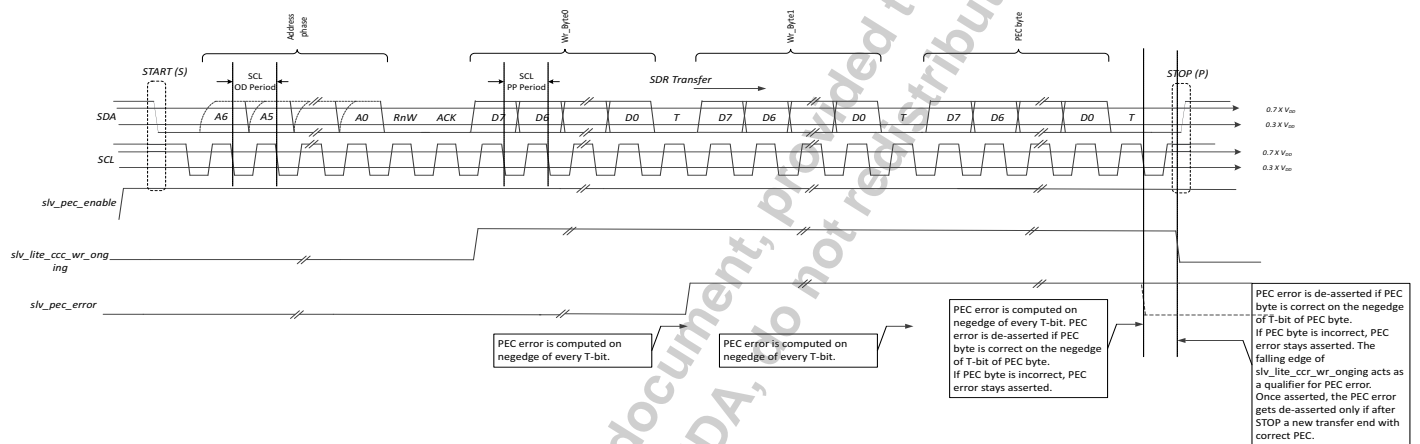 Address
phase
Wr_Byte0
Wr_Byte1
PEC byte
START (S)
SCL
OD Period
SCL
PP Period
SDR Transfer
STOP (P)
SDA
A6
A5
A0
RnW
ACK
D7
D6
D0
T
D7
D6
D0
T
D7
D6
D0
T
0.7 X VDD
0.3 X VDD
SCL
0.7 X VDD
0.3 X VDD
slv_pec_enable
slv_lite_ccc_wr_ong
ing
slv_pec_error
PEC error is computed on
negedge of every T-bit.
PEC error is computed on
negedge of every T-bit.
PEC error is computed on
negedge of every T-bit. PEC
error is de-asserted if PEC
byte is correct on the negedge
of T-bit of PEC byte.
If PEC byte is incorrect, PEC
error stays asserted.
PEC error is de-asserted if PEC
byte is correct on the negedge
of T-bit of PEC byte.
If PEC byte is incorrect, PEC
error stays asserted. The
falling edge of
slv_lite_ccr_wr_onging acts as
a qualifier for PEC error.
Once asserted, the PEC error
gets de-asserted only if after
STOP a new transfer end with
correct PEC.
document, provided t
DA, do not redistribut